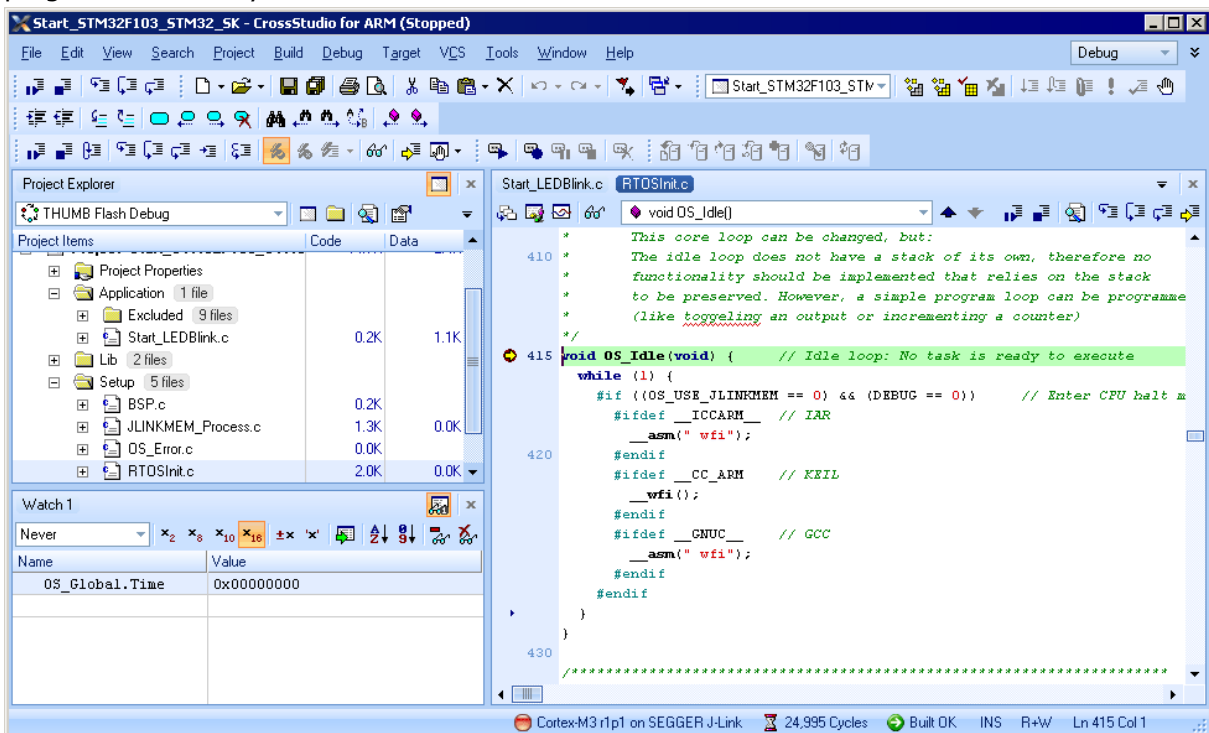 Start_STM32F103_STM32_SK - CrossStudio for ARM (Stopped)
File Edit View Search Project Build Debug Target VCS Tools Window Help
Debug
Start_STM32F103_STM
Project Explorer
THUMB Flash Debug
Project Items Code Data
Project Properties
Application 1 file
Excluded 9 files
Start_LEDBlink.c 0.2K 1.1K
Lib 2 files
Setup 5 files
BSP.c 0.2K
JLINKMEM_Process.c 1.3K 0.0K
OS_Error.c 0.0K
RTOSInit.c 2.0K 0.0K
Watch 1
Never x2 x8 x10 x16 ±x 'x'
Name Value
OS_Global.Time 0x00000000
Start_LEDBlink.c RTOSInit.c
void OS_Idle()
* This core loop can be changed, but:
410 * The idle loop does not have a stack of its own, therefore no
* functionality should be implemented that relies on the stack
* to be preserved. However, a simple program loop can be programme
* (like toggeling an output or incrementing a counter)
*/
415 void OS_Idle(void) { // Idle loop: No task is ready to execute
while (1) {
#if ((OS_USE_JLINKMEM == 0) && (DEBUG == 0)) // Enter CPU halt m
#ifdef __ICCARM__ // IAR
__asm(" wfi");
420 #endif
#ifdef __CC_ARM // KEIL
__wfi();
#endif
#ifdef __GNUC__ // GCC
__asm(" wfi");
#endif
#endif
}
}
430
/**********************************************************************
Cortex-M3 r1p1 on SEGGER J-Link 24,995 Cycles Built OK INS R+W Ln 415 Col 1